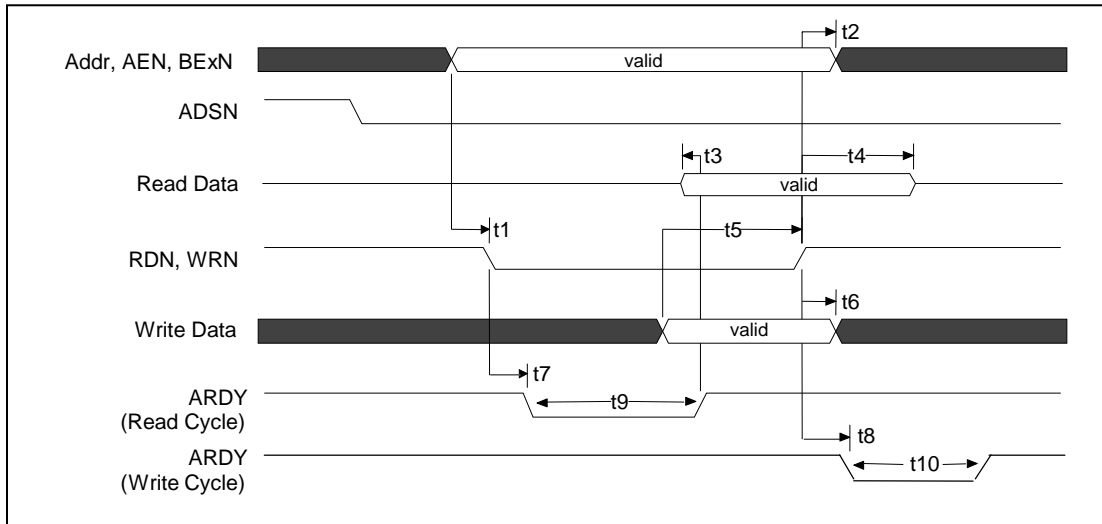 t2
Addr, AEN, BExN
valid
ADSN
t3
t4
Read Data
valid
t1
t5
RDN, WRN
t6
Write Data
valid
t7
ARDY
(Read Cycle)
t9
t8
ARDY
(Write Cycle)
t10